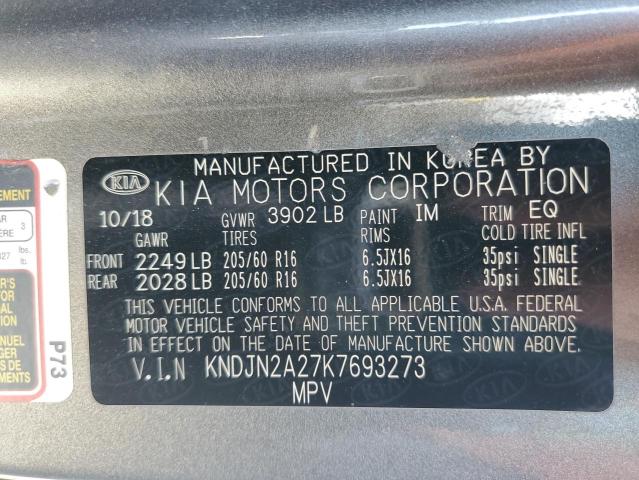 MANUFACTURED IN KOREA BY
KIA KIA MOTORS CORPORATION
10/18 GVWR 3902 LB PAINT IM TRIM EQ
GAWR TIRES RIMS COLD TIRE INFL
FRONT 2249 LB 205/60 R16 6.5JX16 35psi SINGLE
REAR 2028 LB 205/60 R16 6.5JX16 35psi SINGLE
THIS VEHICLE CONFORMS TO ALL APPLICABLE U.S.A. FEDERAL
MOTOR VEHICLE SAFETY AND THEFT PREVENTION STANDARDS
IN EFFECT ON THE DATE OF MANUFACTURE SHOWN ABOVE.
V.I.N KNDJN2A27K7693273
MPV
P73
3
lbs.